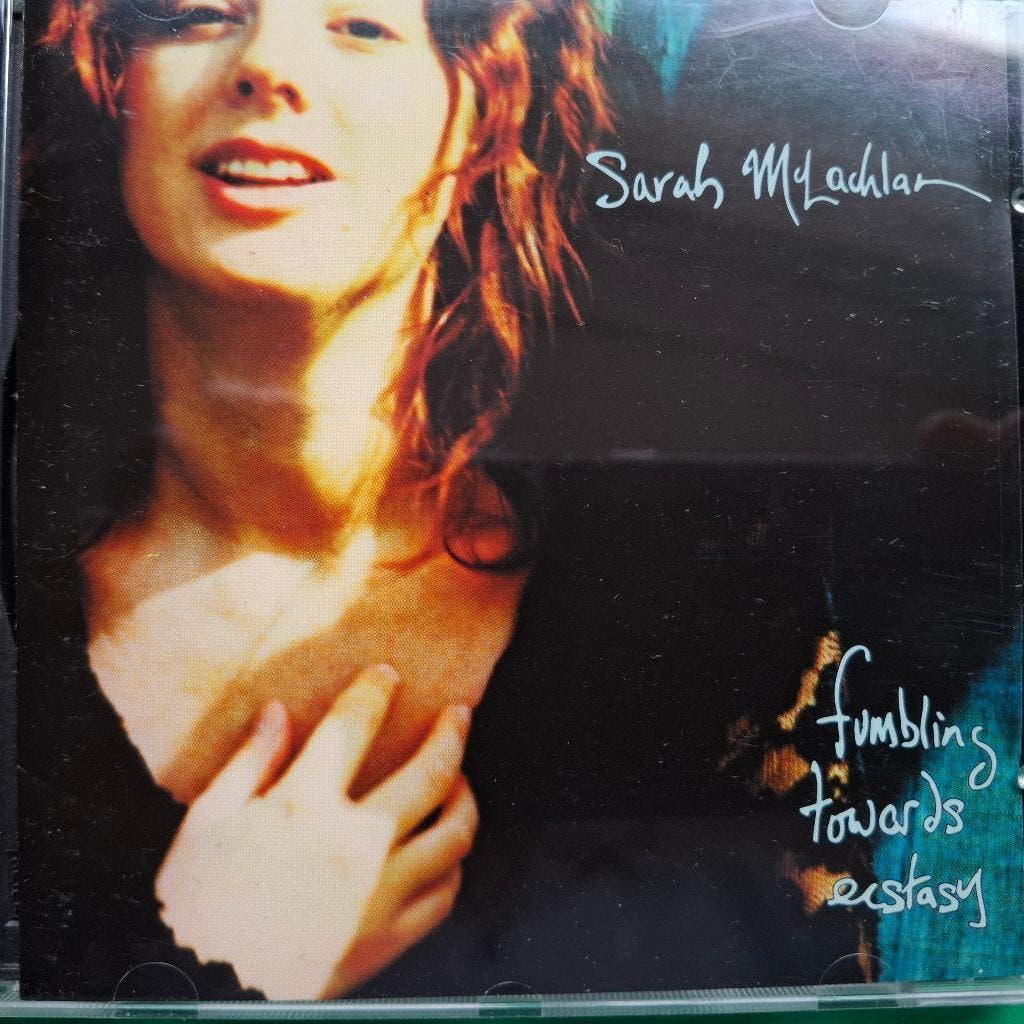 Sarah McLachlan
fumbling
towards
ecstasy